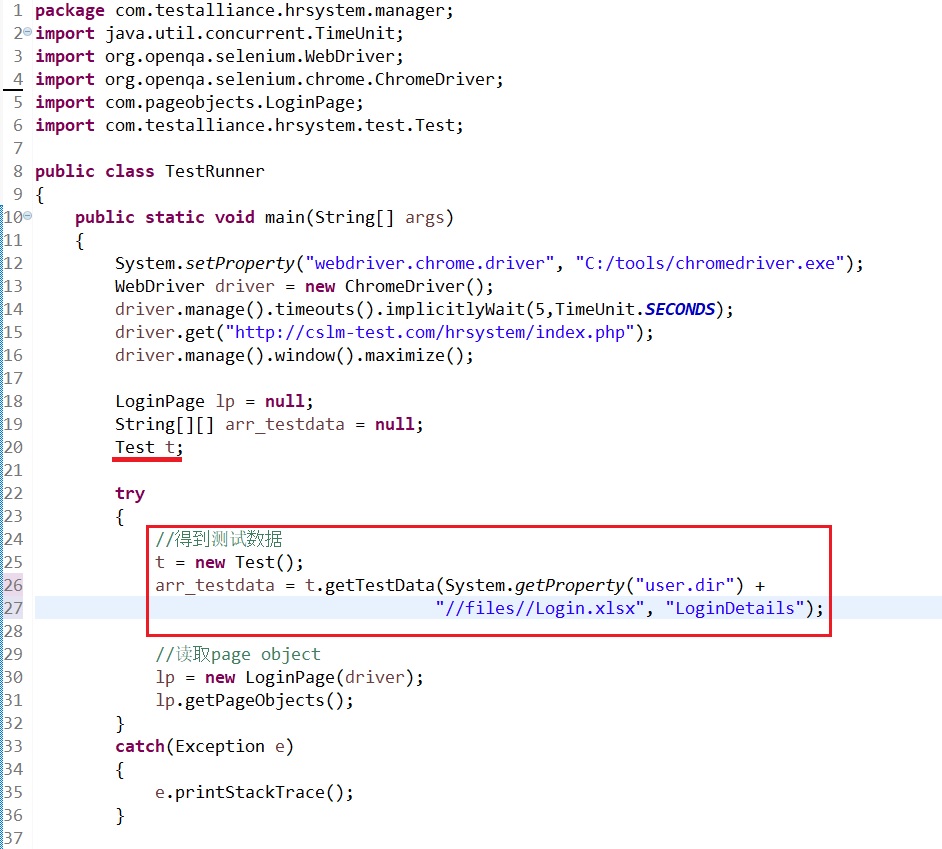 1 package com.testalliance.hrsystem.manager;
2 import java.util.concurrent.TimeUnit;
3 import org.openqa.selenium.WebDriver;
4 import org.openqa.selenium.chrome.ChromeDriver;
5 import com.pageobjects.LoginPage;
6 import com.testalliance.hrsystem.test.Test;
7
8 public class TestRunner
9 {
10     public static void main(String[] args)
11     {
12         System.setProperty("webdriver.chrome.driver", "C:/tools/chromedriver.exe");
13         WebDriver driver = new ChromeDriver();
14         driver.manage().timeouts().implicitlyWait(5,TimeUnit.SECONDS);
15         driver.get("http://cslm-test.com/hrsystem/index.php");
16         driver.manage().window().maximize();
17
18         LoginPage lp = null;
19         String[][] arr_testdata = null;
20         Test t;
21
22         try
23         {
24             //得到测试数据
25             t = new Test();
26             arr_testdata = t.getTestData(System.getProperty("user.dir") +
27                                         "//files//Login.xlsx", "LoginDetails");
28
29             //读取page object
30             lp = new LoginPage(driver);
31             lp.getPageObjects();
32         }
33         catch(Exception e)
34         {
35             e.printStackTrace();
36         }
37